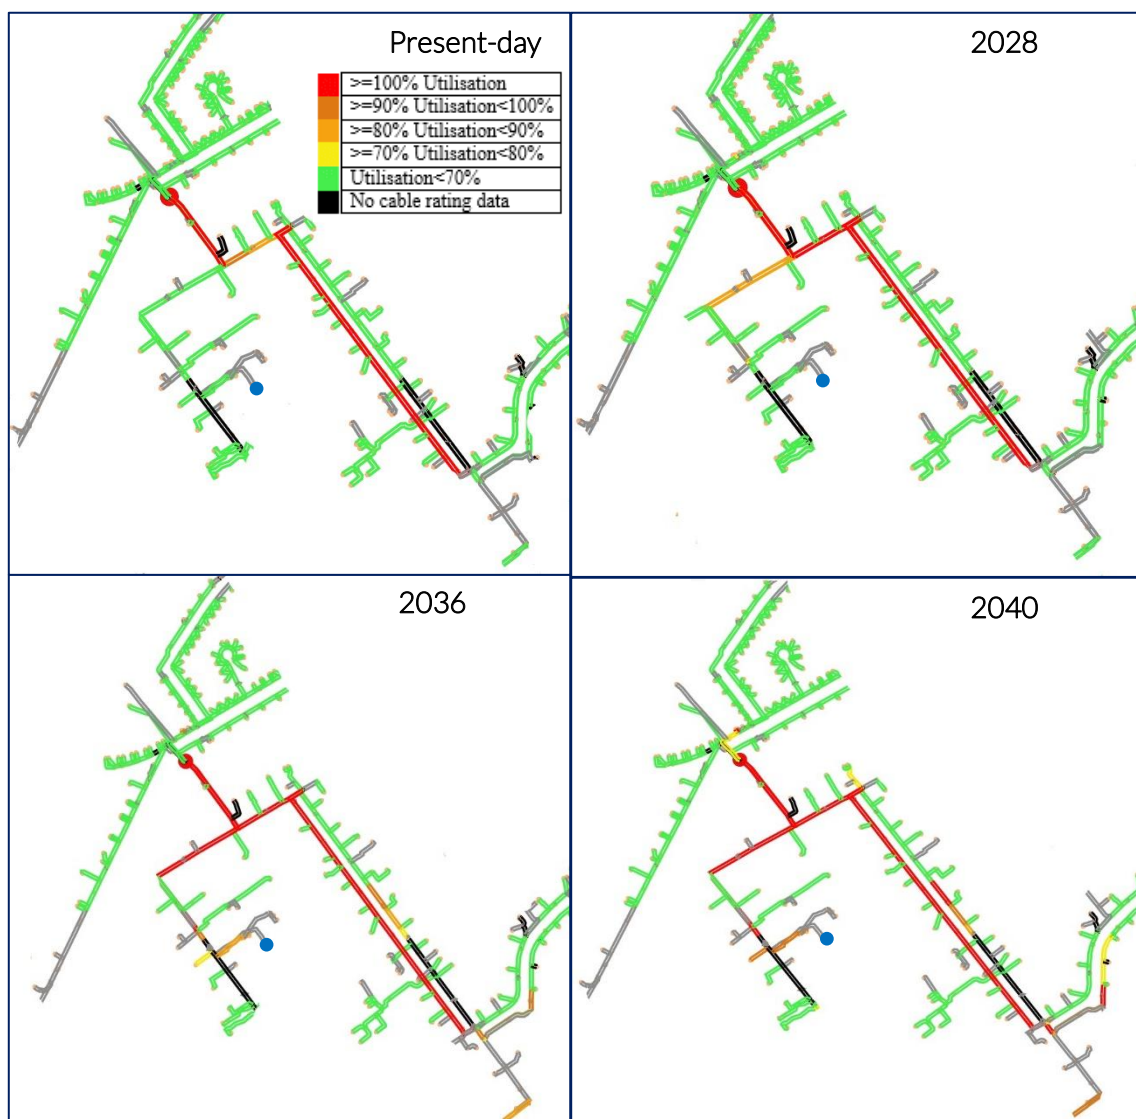 Present-day
>=100% Utilisation
>=90% Utilisation<100%
>=80% Utilisation<90%
>=70% Utilisation<80%
Utilisation<70%
No cable rating data
2028
2036
2040